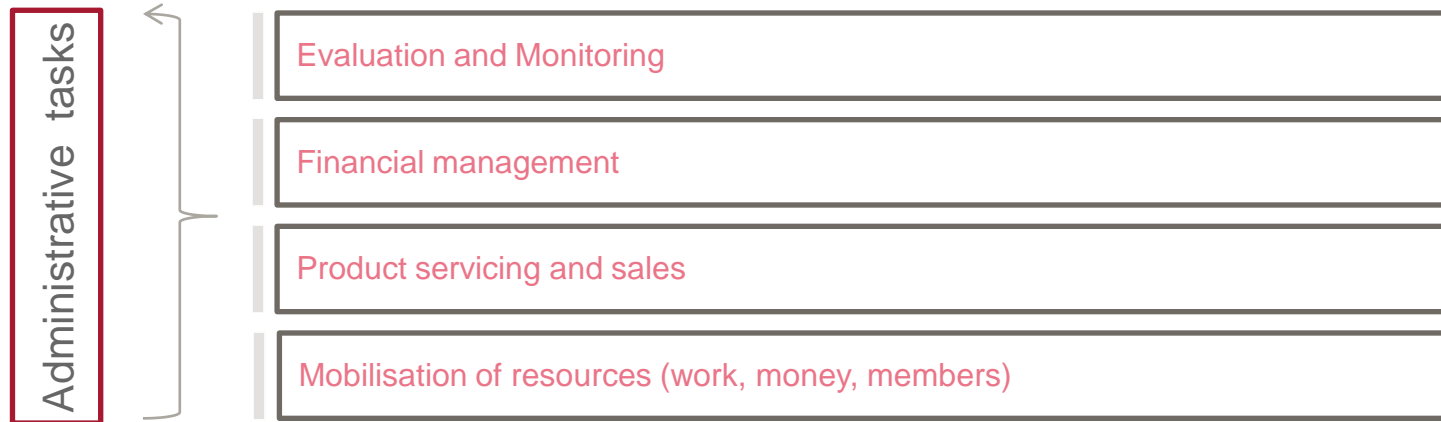 Administrative tasks
Evaluation and Monitoring
Financial management
Product servicing and sales
Mobilisation of resources (work, money, members)